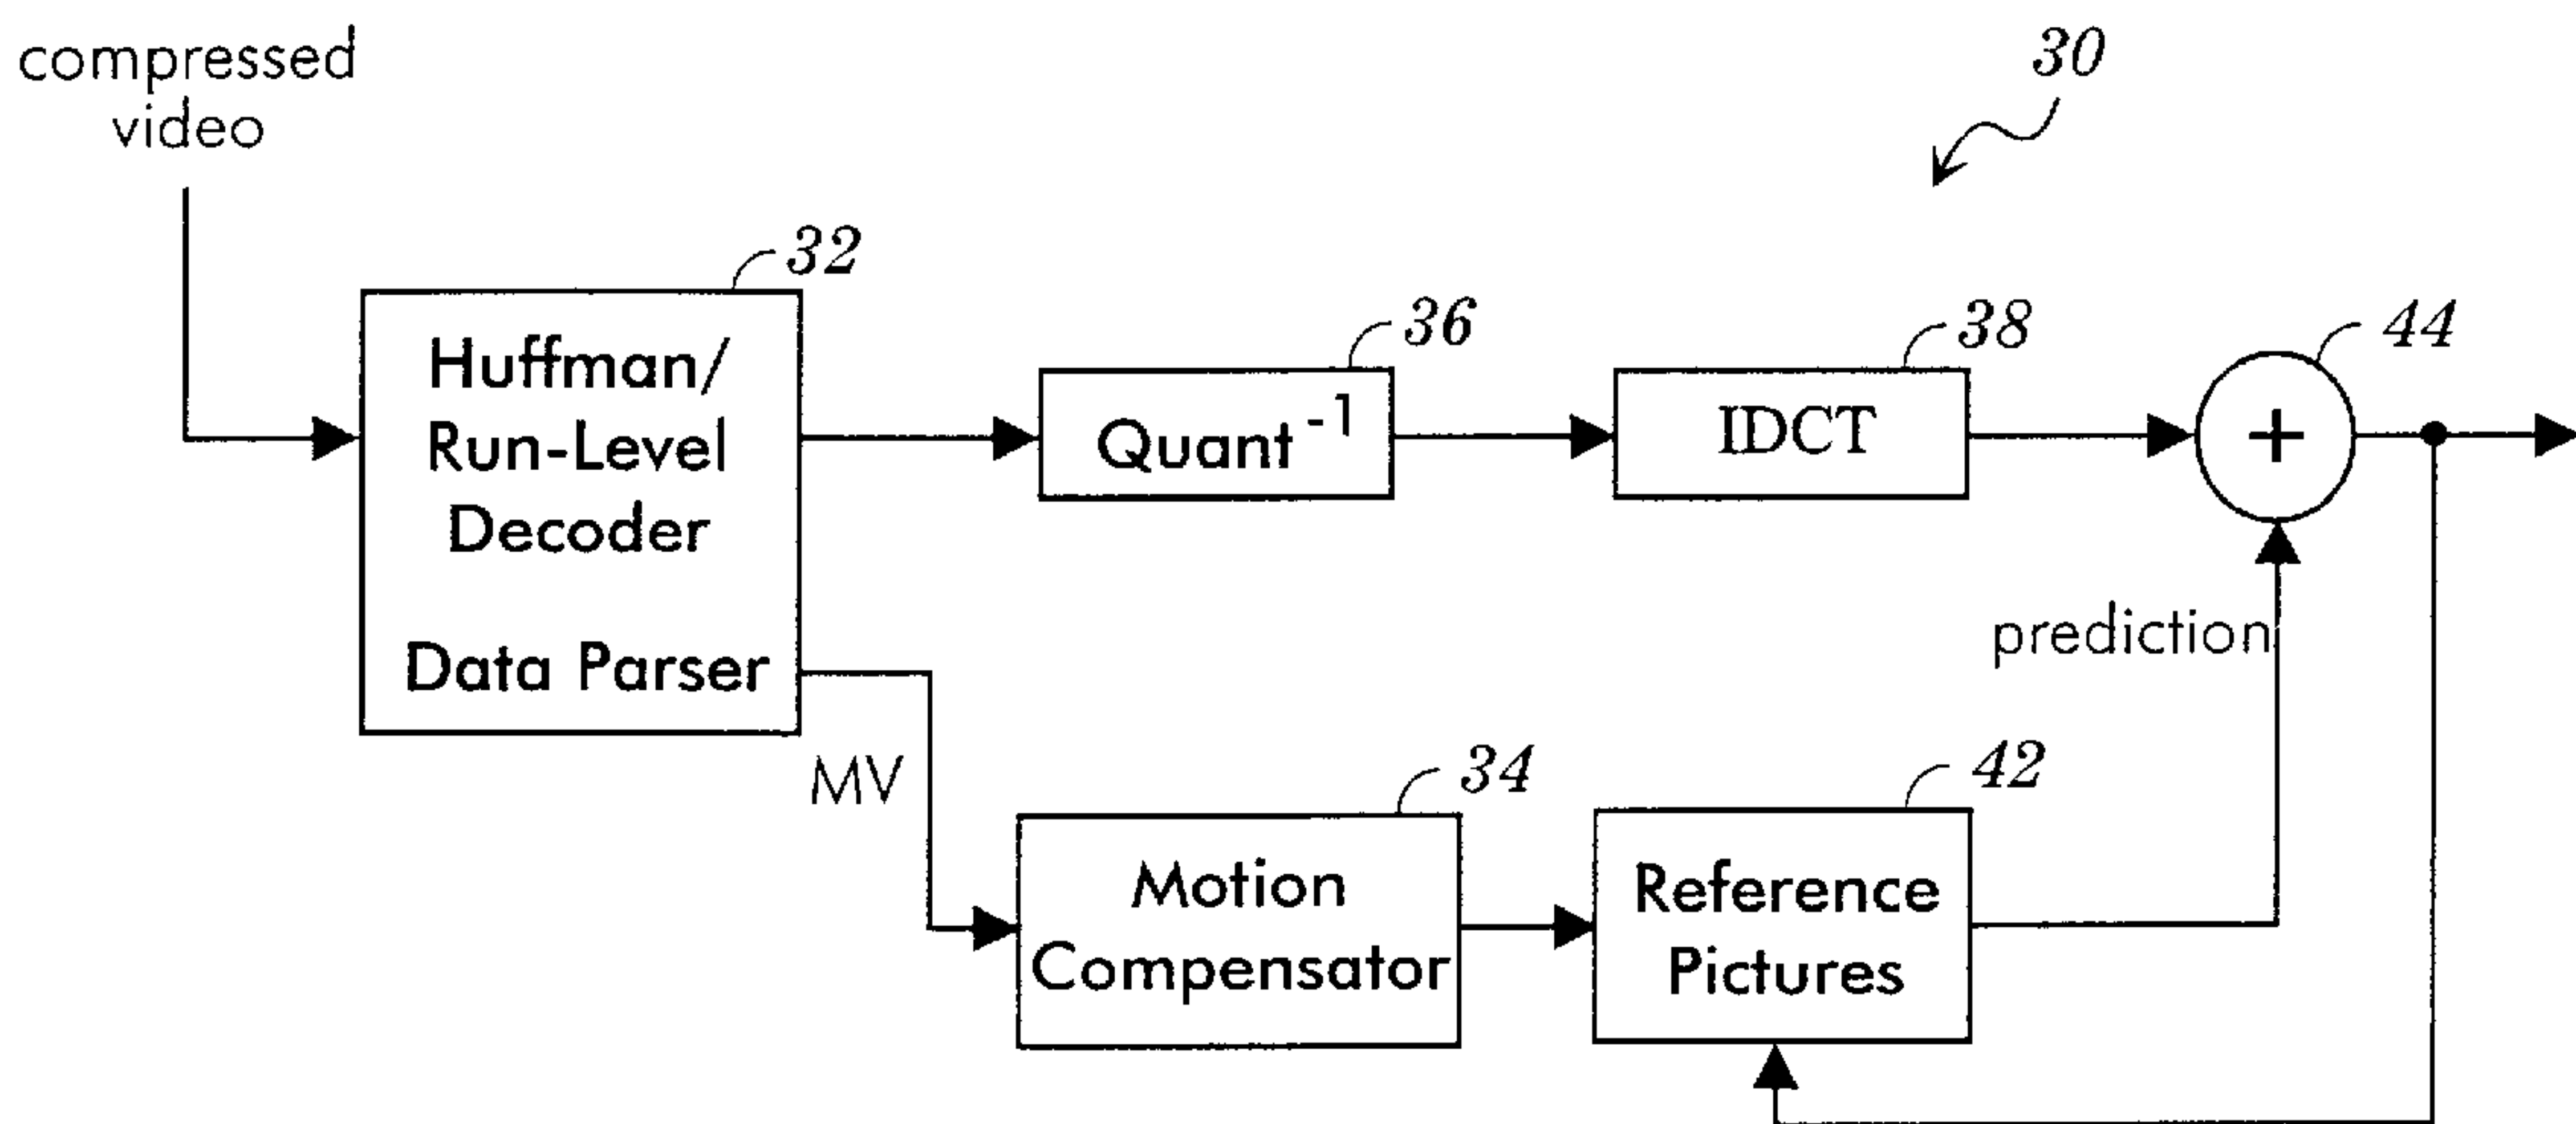 compressed
video
30
32
Huffman/
Run-Level
Decoder
Data Parser
36
Quant⁻¹
38
IDCT
44
+
prediction
MV
34
Motion
Compensator
42
Reference
Pictures